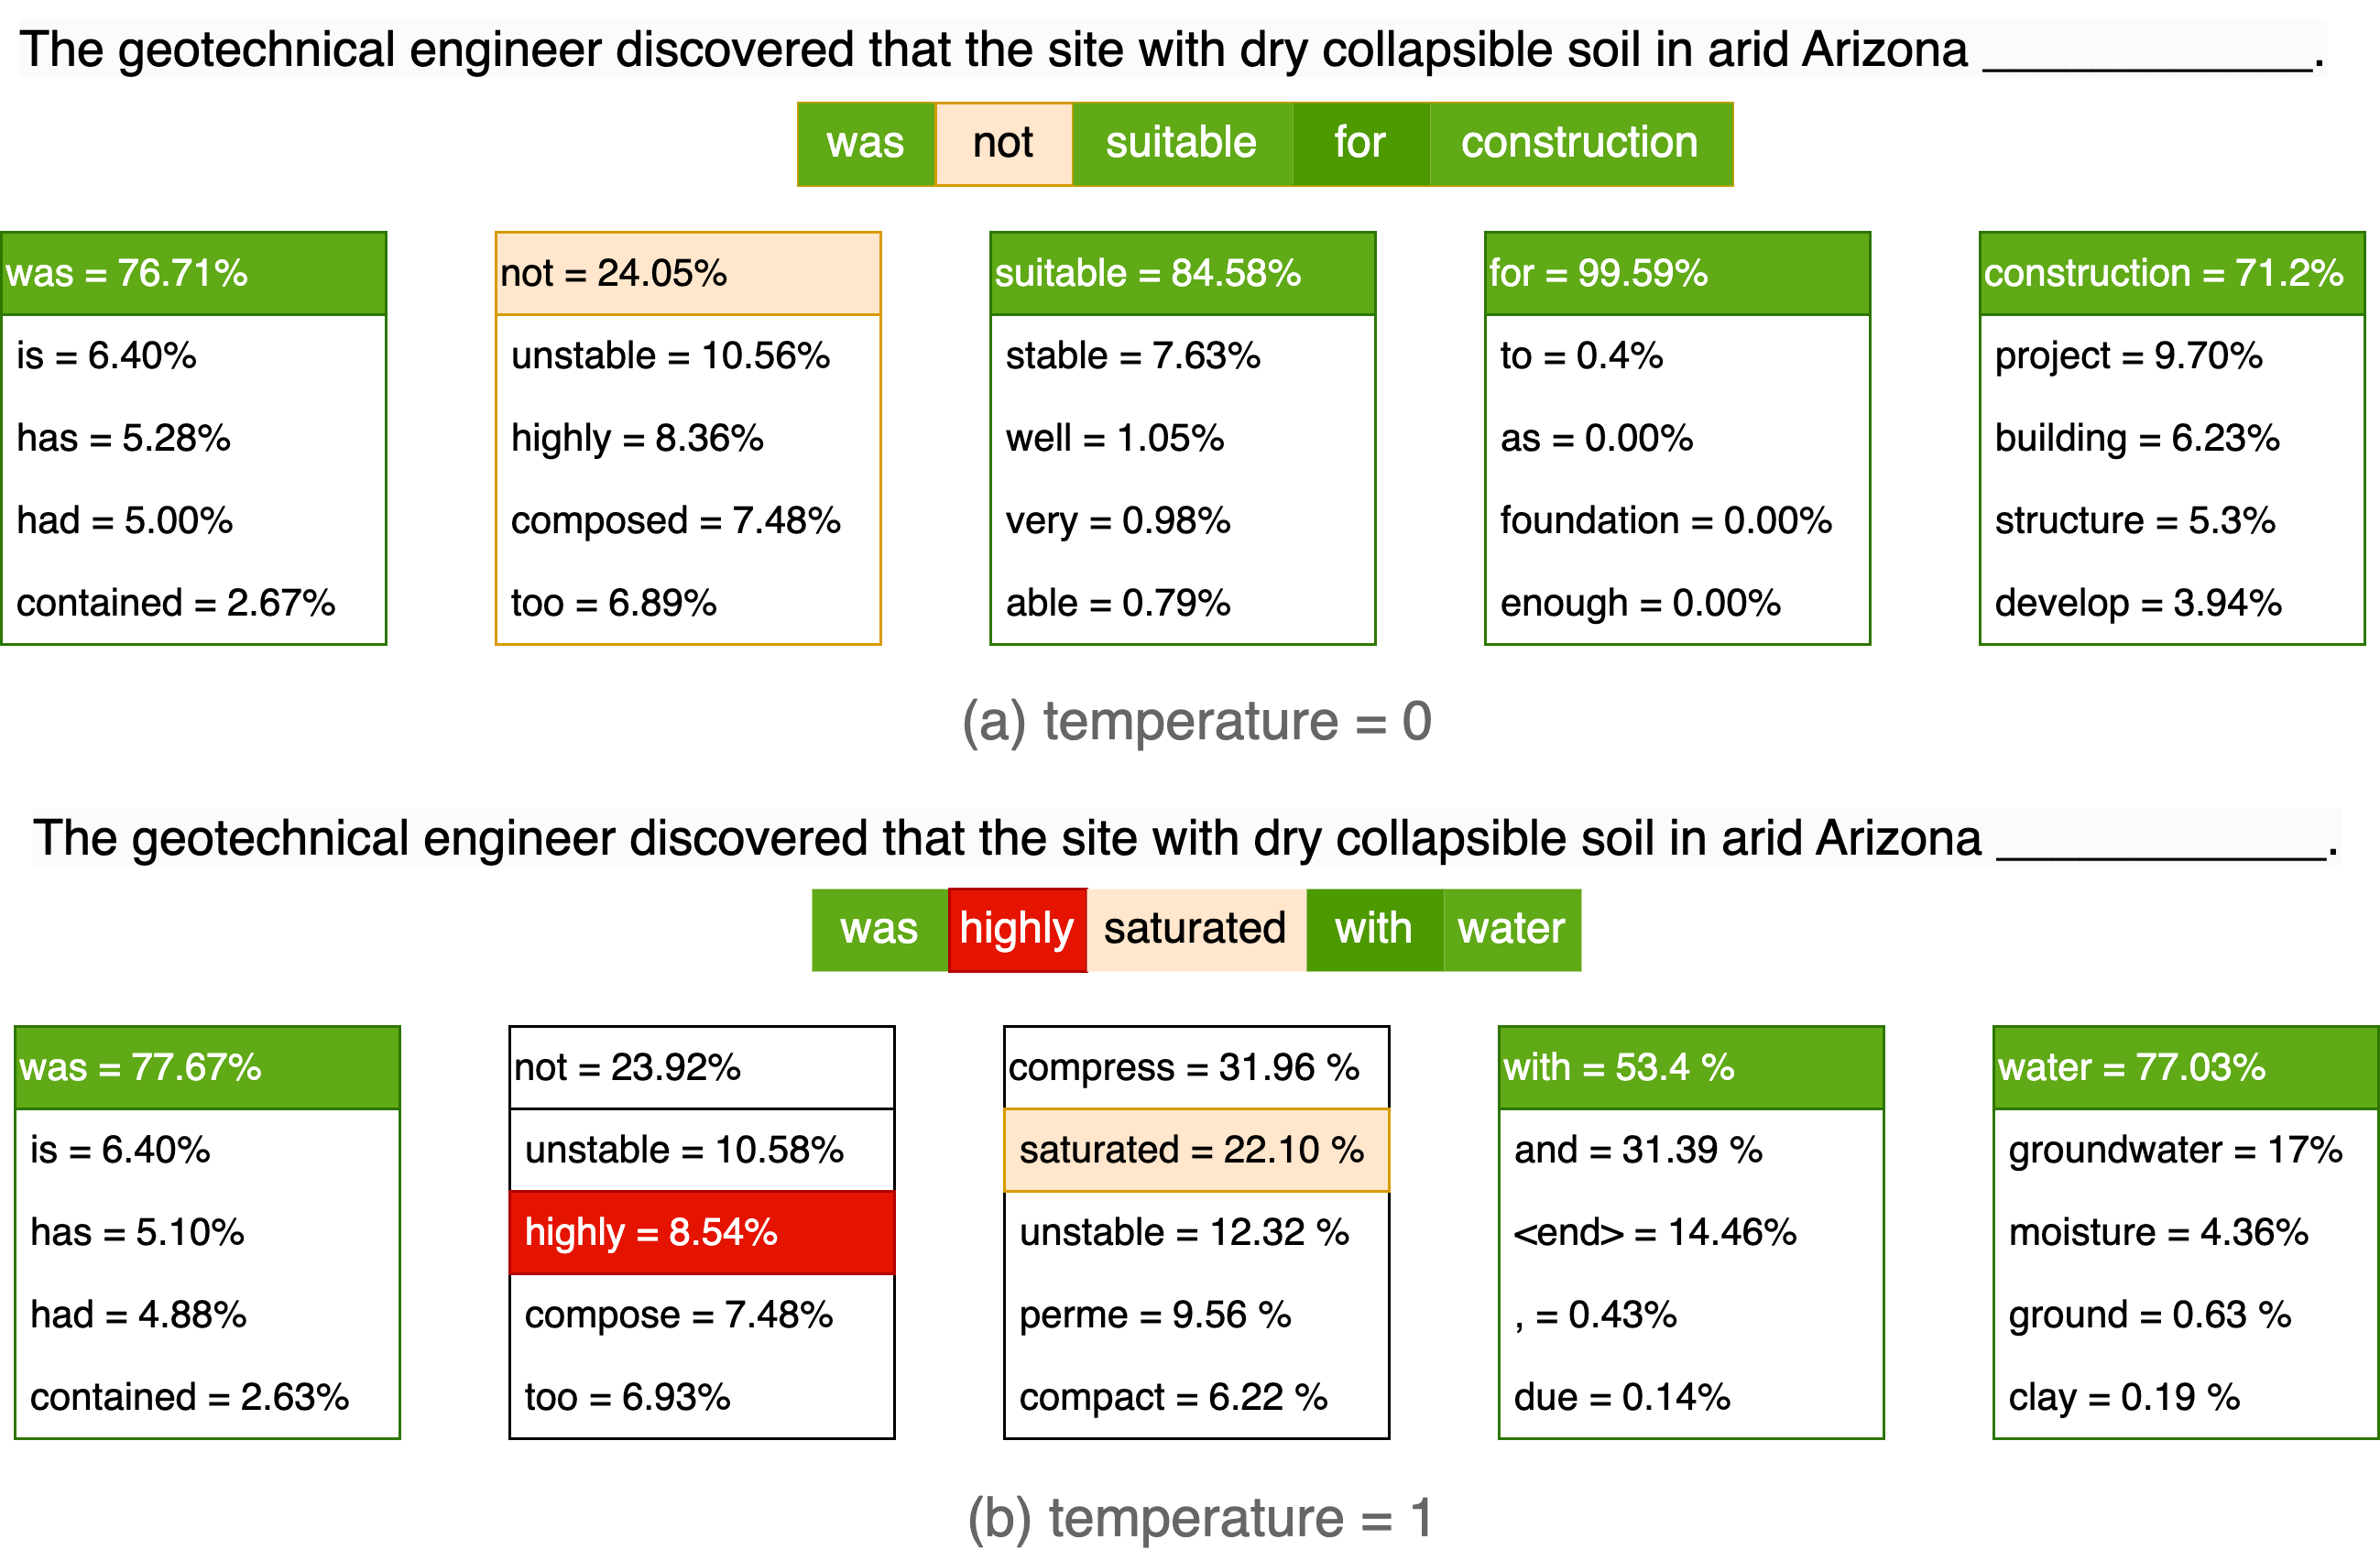 The geotechnical engineer discovered that the site with dry collapsible soil in arid Arizona ____________.
was not suitable for construction
was = 76.71%
is = 6.40%
has = 5.28%
had = 5.00%
contained = 2.67%
not = 24.05%
unstable = 10.56%
highly = 8.36%
composed = 7.48%
too = 6.89%
suitable = 84.58%
stable = 7.63%
well = 1.05%
very = 0.98%
able = 0.79%
for = 99.59%
to = 0.4%
as = 0.00%
foundation = 0.00%
enough = 0.00%
construction = 71.2%
project = 9.70%
building = 6.23%
structure = 5.3%
develop = 3.94%
(a) temperature = 0
The geotechnical engineer discovered that the site with dry collapsible soil in arid Arizona ____________.
was highly saturated with water
was = 77.67%
is = 6.40%
has = 5.10%
had = 4.88%
contained = 2.63%
not = 23.92%
unstable = 10.58%
highly = 8.54%
compose = 7.48%
too = 6.93%
compress = 31.96 %
saturated = 22.10 %
unstable = 12.32 %
perme = 9.56 %
compact = 6.22 %
with = 53.4 %
and = 31.39 %
<end> = 14.46%
, = 0.43%
due = 0.14%
water = 77.03%
groundwater = 17%
moisture = 4.36%
ground = 0.63 %
clay = 0.19 %
(b) temperature = 1